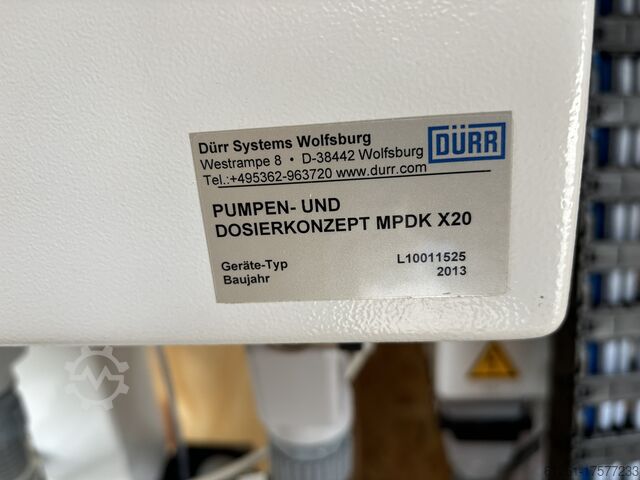 Dürr Systems Wolfsburg
Westrampe 8 • D-38442 Wolfsburg
Tel.:+495362-963720 www.durr.com
DÜRR
PUMPEN- UND
DOSIERKONZEPT MPDK X20
Geräte-Typ L10011525
Baujahr 2013